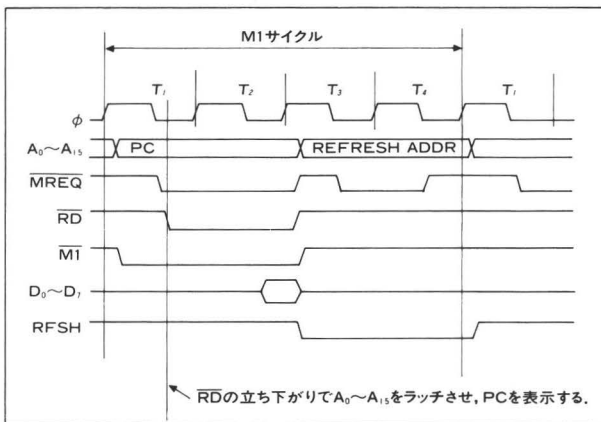 M1サイクル
T₁ T₂ T₃ T₄ T₁
φ
A₀〜A₁₅ PC REFRESH ADDR
MREQ
RD
M1
D₀〜D₇
RFSH
RDの立ち下がりでA₀〜A₁₅をラッチさせ, PCを表示する.